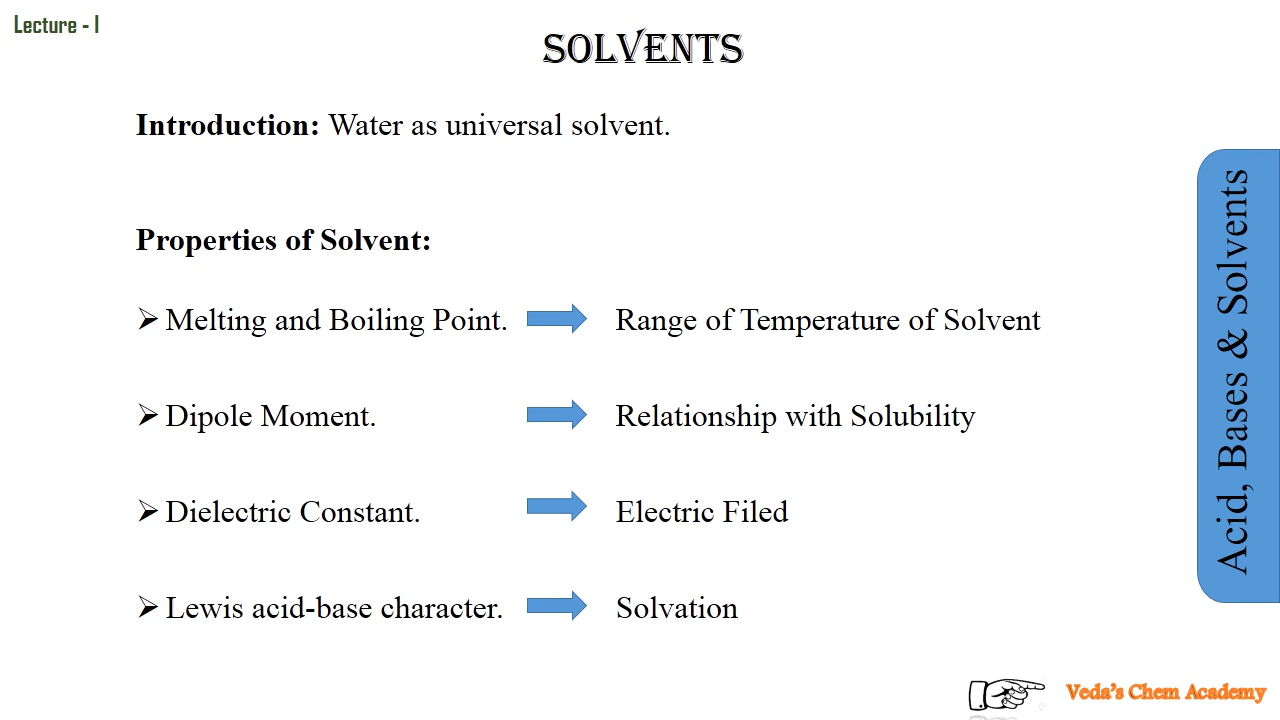 Lecture - I
SOLVENTS
Introduction: Water as universal solvent.
Properties of Solvent:
➢ Melting and Boiling Point. Range of Temperature of Solvent
➢ Dipole Moment. Relationship with Solubility
➢ Dielectric Constant. Electric Filed
➢ Lewis acid-base character. Solvation
Acid, Bases & Solvents
Veda's Chem Academy